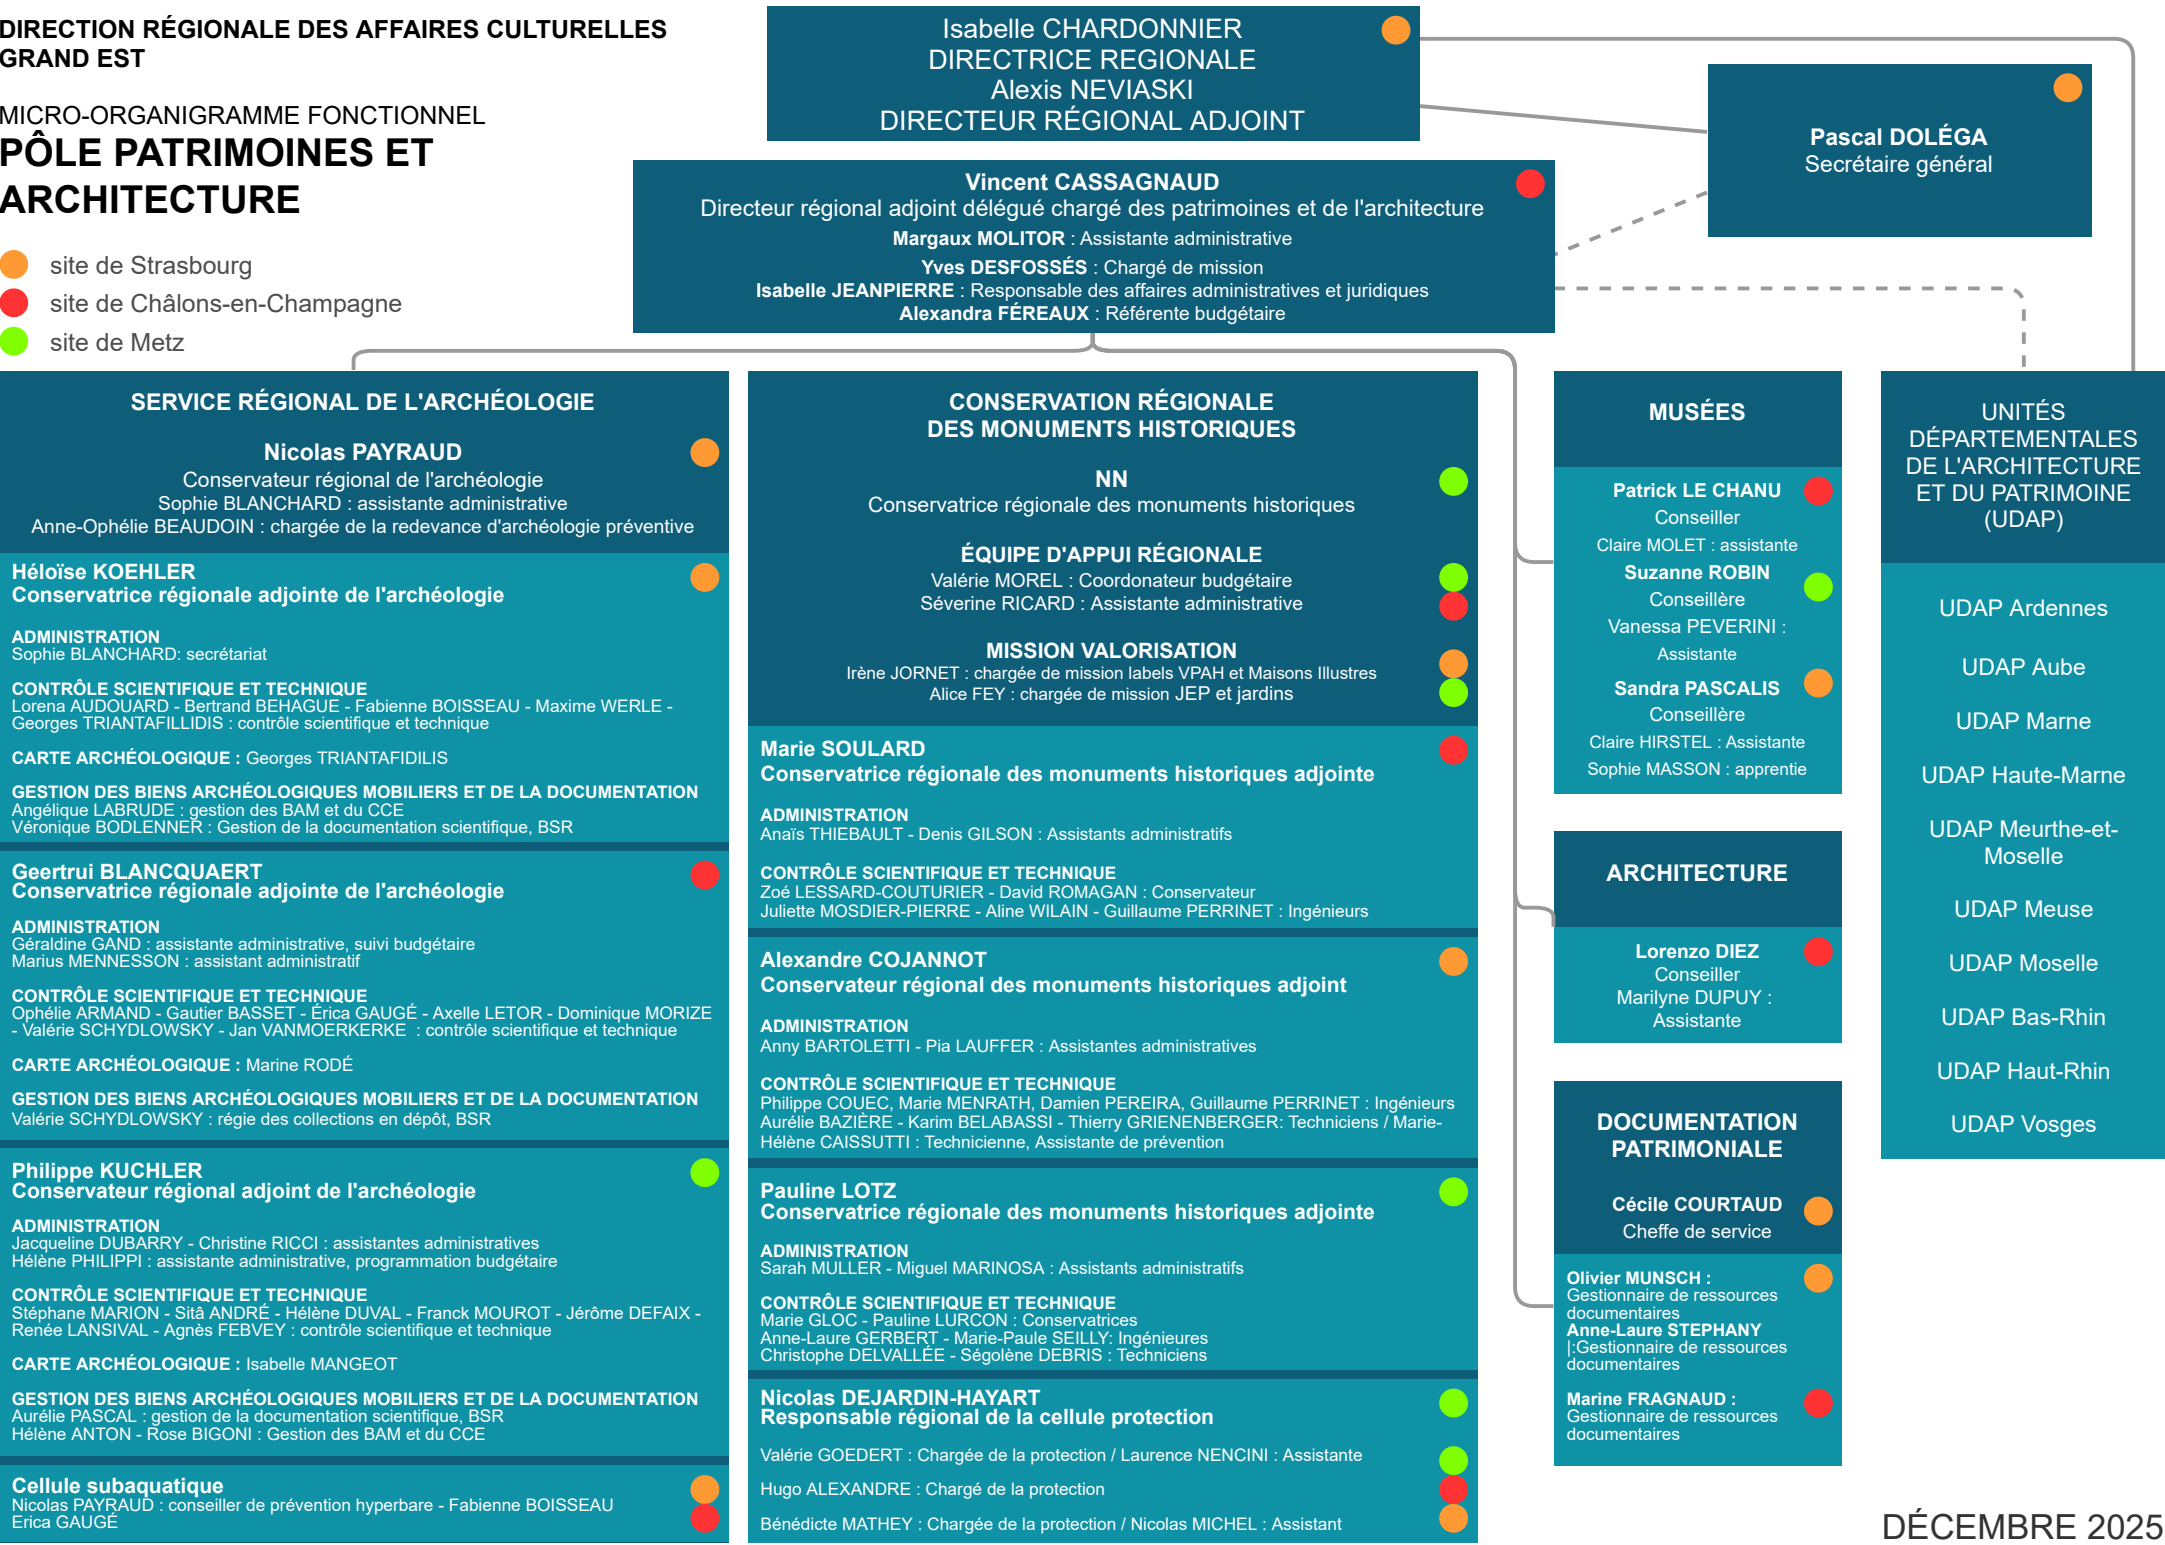 DIRECTION RÉGIONALE DES AFFAIRES CULTURELLES
GRAND EST
MICRO-ORGANIGRAMME FONCTIONNEL
PÔLE PATRIMOINES ET
ARCHITECTURE
site de Strasbourg
site de Châlons-en-Champagne
site de Metz
Isabelle CHARDONNIER
DIRECTRICE REGIONALE
Alexis NEVIASKI
DIRECTEUR RÉGIONAL ADJOINT
Pascal DOLÉGA
Secrétaire général
Vincent CASSAGNAUD
Directeur régional adjoint délégué chargé des patrimoines et de l'architecture
Margaux MOLITOR : Assistante administrative
Yves DESFOSSÉS : Chargé de mission
Isabelle JEANPIERRE : Responsable des affaires administratives et juridiques
Alexandra FÉREAUX : Référente budgétaire
SERVICE RÉGIONAL DE L'ARCHÉOLOGIE
Nicolas PAYRAUD
Conservateur régional de l'archéologie
Sophie BLANCHARD : assistante administrative
Anne-Ophélie BEAUDOIN : chargée de la redevance d'archéologie préventive
Héloïse KOEHLER
Conservatrice régionale adjointe de l'archéologie
ADMINISTRATION
Sophie BLANCHARD: secrétariat
CONTRÔLE SCIENTIFIQUE ET TECHNIQUE
Lorena AUDOUARD - Bertrand BEHAGUE - Fabienne BOISSEAU - Maxime WERLE -
Georges TRIANTAFILLIDIS : contrôle scientifique et technique
CARTE ARCHÉOLOGIQUE : Georges TRIANTAFIDILIS
GESTION DES BIENS ARCHÉOLOGIQUES MOBILIERS ET DE LA DOCUMENTATION
Angélique LABRUDE : gestion des BAM et du CCE
Véronique BODLENNER : Gestion de la documentation scientifique, BSR
Geertrui BLANCQUAERT
Conservatrice régionale adjointe de l'archéologie
ADMINISTRATION
Géraldine GAND : assistante administrative, suivi budgétaire
Marius MENNESSON : assistant administratif
CONTRÔLE SCIENTIFIQUE ET TECHNIQUE
Ophélie ARMAND - Gautier BASSET - Érica GAUGÉ - Axelle LETOR - Dominique MORIZE
- Valérie SCHYDLOWSKY - Jan VANMOERKERKE  : contrôle scientifique et technique
CARTE ARCHÉOLOGIQUE : Marine RODÉ
GESTION DES BIENS ARCHÉOLOGIQUES MOBILIERS ET DE LA DOCUMENTATION
Valérie SCHYDLOWSKY : régie des collections en dépôt, BSR
Philippe KUCHLER
Conservateur régional adjoint de l'archéologie
ADMINISTRATION
Jacqueline DUBARRY - Christine RICCI : assistantes administratives
Hélène PHILIPPI : assistante administrative, programmation budgétaire
CONTRÔLE SCIENTIFIQUE ET TECHNIQUE
Stéphane MARION - Sitâ ANDRÉ - Hélène DUVAL - Franck MOUROT - Jérôme DEFAIX -
Renée LANSIVAL - Agnès FEBVEY : contrôle scientifique et technique
CARTE ARCHÉOLOGIQUE : Isabelle MANGEOT
GESTION DES BIENS ARCHÉOLOGIQUES MOBILIERS ET DE LA DOCUMENTATION
Aurélie PASCAL : gestion de la documentation scientifique, BSR
Hélène ANTON - Rose BIGONI : Gestion des BAM et du CCE
Cellule subaquatique
Nicolas PAYRAUD : conseiller de prévention hyperbare - Fabienne BOISSEAU
Erica GAUGÉ
CONSERVATION RÉGIONALE
DES MONUMENTS HISTORIQUES
NN
Conservatrice régionale des monuments historiques
ÉQUIPE D'APPUI RÉGIONALE
Valérie MOREL : Coordonateur budgétaire
Séverine RICARD : Assistante administrative
MISSION VALORISATION
Irène JORNET : chargée de mission labels VPAH et Maisons Illustres
Alice FEY : chargée de mission JEP et jardins
Marie SOULARD
Conservatrice régionale des monuments historiques adjointe
ADMINISTRATION
Anaïs THIEBAULT - Denis GILSON : Assistants administratifs
CONTRÔLE SCIENTIFIQUE ET TECHNIQUE
Zoé LESSARD-COUTURIER - David ROMAGAN : Conservateur
Juliette MOSDIER-PIERRE - Aline WILAIN - Guillaume PERRINET : Ingénieurs
Alexandre COJANNOT
Conservateur régional des monuments historiques adjoint
ADMINISTRATION
Anny BARTOLETTI - Pia LAUFFER : Assistantes administratives
CONTRÔLE SCIENTIFIQUE ET TECHNIQUE
Philippe COUEC, Marie MENRATH, Damien PEREIRA, Guillaume PERRINET : Ingénieurs
Aurélie BAZIÈRE - Karim BELABASSI - Thierry GRIENENBERGER: Techniciens / Marie-
Hélène CAISSUTTI : Technicienne, Assistante de prévention
Pauline LOTZ
Conservatrice régionale des monuments historiques adjointe
ADMINISTRATION
Sarah MULLER - Miguel MARINOSA : Assistants administratifs
CONTRÔLE SCIENTIFIQUE ET TECHNIQUE
Marie GLOC - Pauline LURCON : Conservatrices
Anne-Laure GERBERT - Marie-Paule SEILLY: Ingénieures
Christophe DELVALLÉE - Ségolène DEBRIS : Techniciens
Nicolas DEJARDIN-HAYART
Responsable régional de la cellule protection
Valérie GOEDERT : Chargée de la protection / Laurence NENCINI : Assistante
Hugo ALEXANDRE : Chargé de la protection
Bénédicte MATHEY : Chargée de la protection / Nicolas MICHEL : Assistant
MUSÉES
Patrick LE CHANU
Conseiller
Claire MOLET : assistante
Suzanne ROBIN
Conseillère
Vanessa PEVERINI :
Assistante
Sandra PASCALIS
Conseillère
Claire HIRSTEL : Assistante
Sophie MASSON : apprentie
ARCHITECTURE
Lorenzo DIEZ
Conseiller
Marilyne DUPUY :
Assistante
DOCUMENTATION
PATRIMONIALE
Cécile COURTAUD
Cheffe de service
Olivier MUNSCH :
Gestionnaire de ressources
documentaires
Anne-Laure STEPHANY
|:Gestionnaire de ressources
documentaires
Marine FRAGNAUD :
Gestionnaire de ressources
documentaires
UNITÉS
DÉPARTEMENTALES
DE L'ARCHITECTURE
ET DU PATRIMOINE
(UDAP)
UDAP Ardennes
UDAP Aube
UDAP Marne
UDAP Haute-Marne
UDAP Meurthe-et-
Moselle
UDAP Meuse
UDAP Moselle
UDAP Bas-Rhin
UDAP Haut-Rhin
UDAP Vosges
DÉCEMBRE 2025